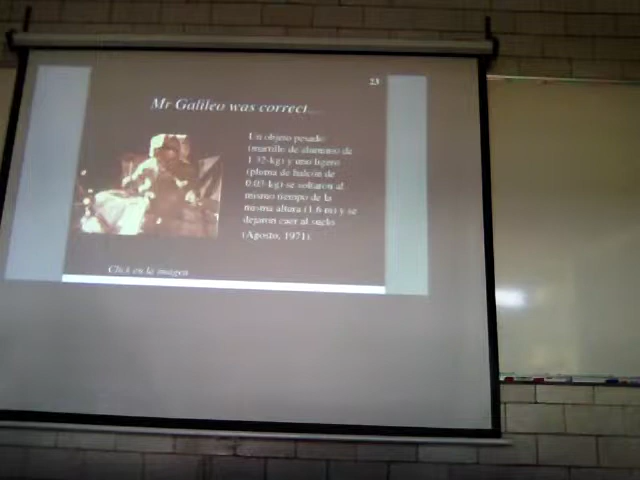 23
Mr Galileo was correct...
Un objeto pesado
(martillo de aluminio de
1.32-kg) y uno ligero
(pluma de halcón de
0.03-kg) se soltaron al
mismo tiempo de la
misma altura (1.6 m) y se
dejaron caer al suelo
(Agosto, 1971).
Click en la imagen